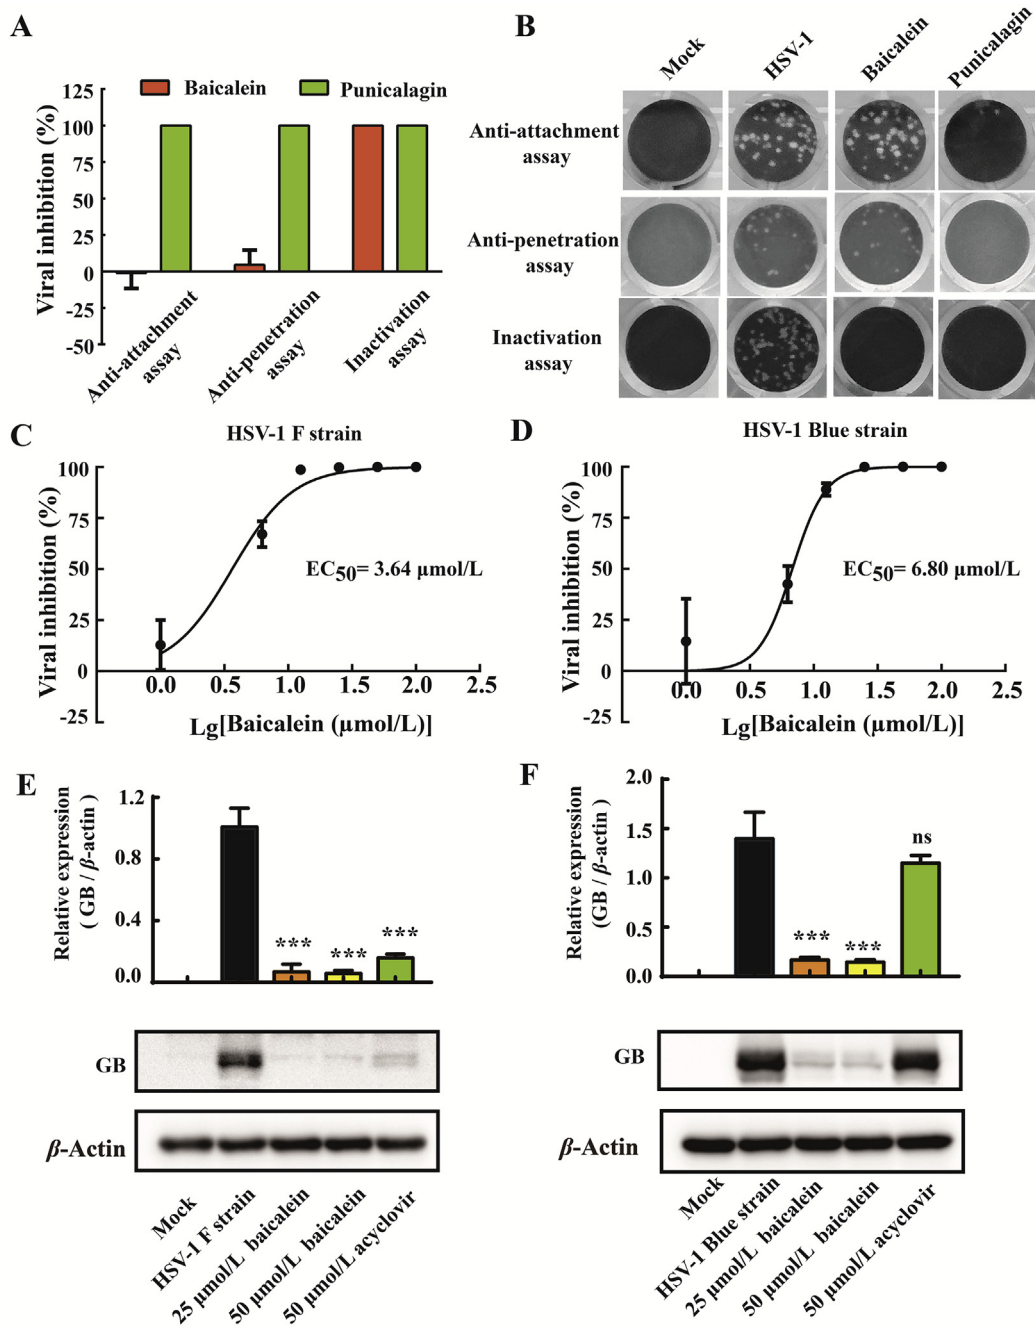 A
Baicalein
Punicalagin
Viral inhibition (%)
125
100
75
50
25
0
-25
-50
Anti-attachment
assay
Anti-penetration
assay
Inactivation
assay
B
Mock
HSV-1
Baicalein
Punicalagin
Anti-attachment
assay
Anti-penetration
assay
Inactivation
assay
C
HSV-1 F strain
Viral inhibition (%)
100
75
50
25
0
-25
EC50= 3.64 µmol/L
0.0 0.5 1.0 1.5 2.0 2.5
Lg[Baicalein (µmol/L)]
D
HSV-1 Blue strain
Viral inhibition (%)
100
75
50
25
0
-25
EC50= 6.80 µmol/L
0.0 0.5 1.0 1.5 2.0 2.5
Lg[Baicalein (µmol/L)]
E
Relative expression
( GB / β-actin )
1.2
0.8
0.4
0.0
*** *** ***
GB
β-Actin
Mock
HSV-1 F strain
25 µmol/L baicalein
50 µmol/L baicalein
50 µmol/L acyclovir
F
Relative expression
(GB / β-actin )
2.0
1.5
1.0
0.5
0.0
*** *** ns
GB
β-Actin
Mock
HSV-1 Blue strain
25 µmol/L baicalein
50 µmol/L baicalein
50 µmol/L acyclovir